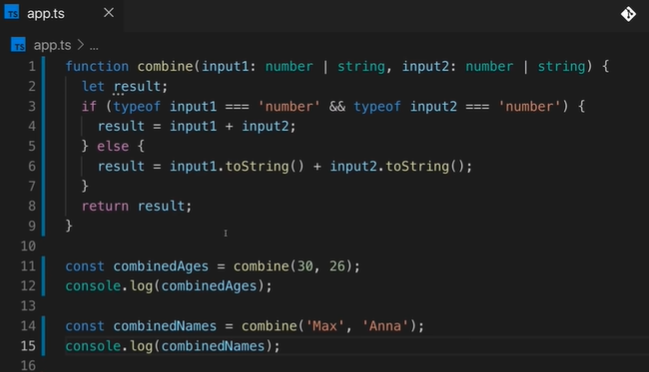 TS app.ts ×
TS app.ts > ...
1 function combine(input1: number | string, input2: number | string) {
2 let result;
3 if (typeof input1 === 'number' && typeof input2 === 'number') {
4 result = input1 + input2;
5 } else {
6 result = input1.toString() + input2.toString();
7 }
8 return result;
9 }
10
11 const combinedAges = combine(30, 26);
12 console.log(combinedAges);
13
14 const combinedNames = combine('Max', 'Anna');
15 console.log(combinedNames);
16